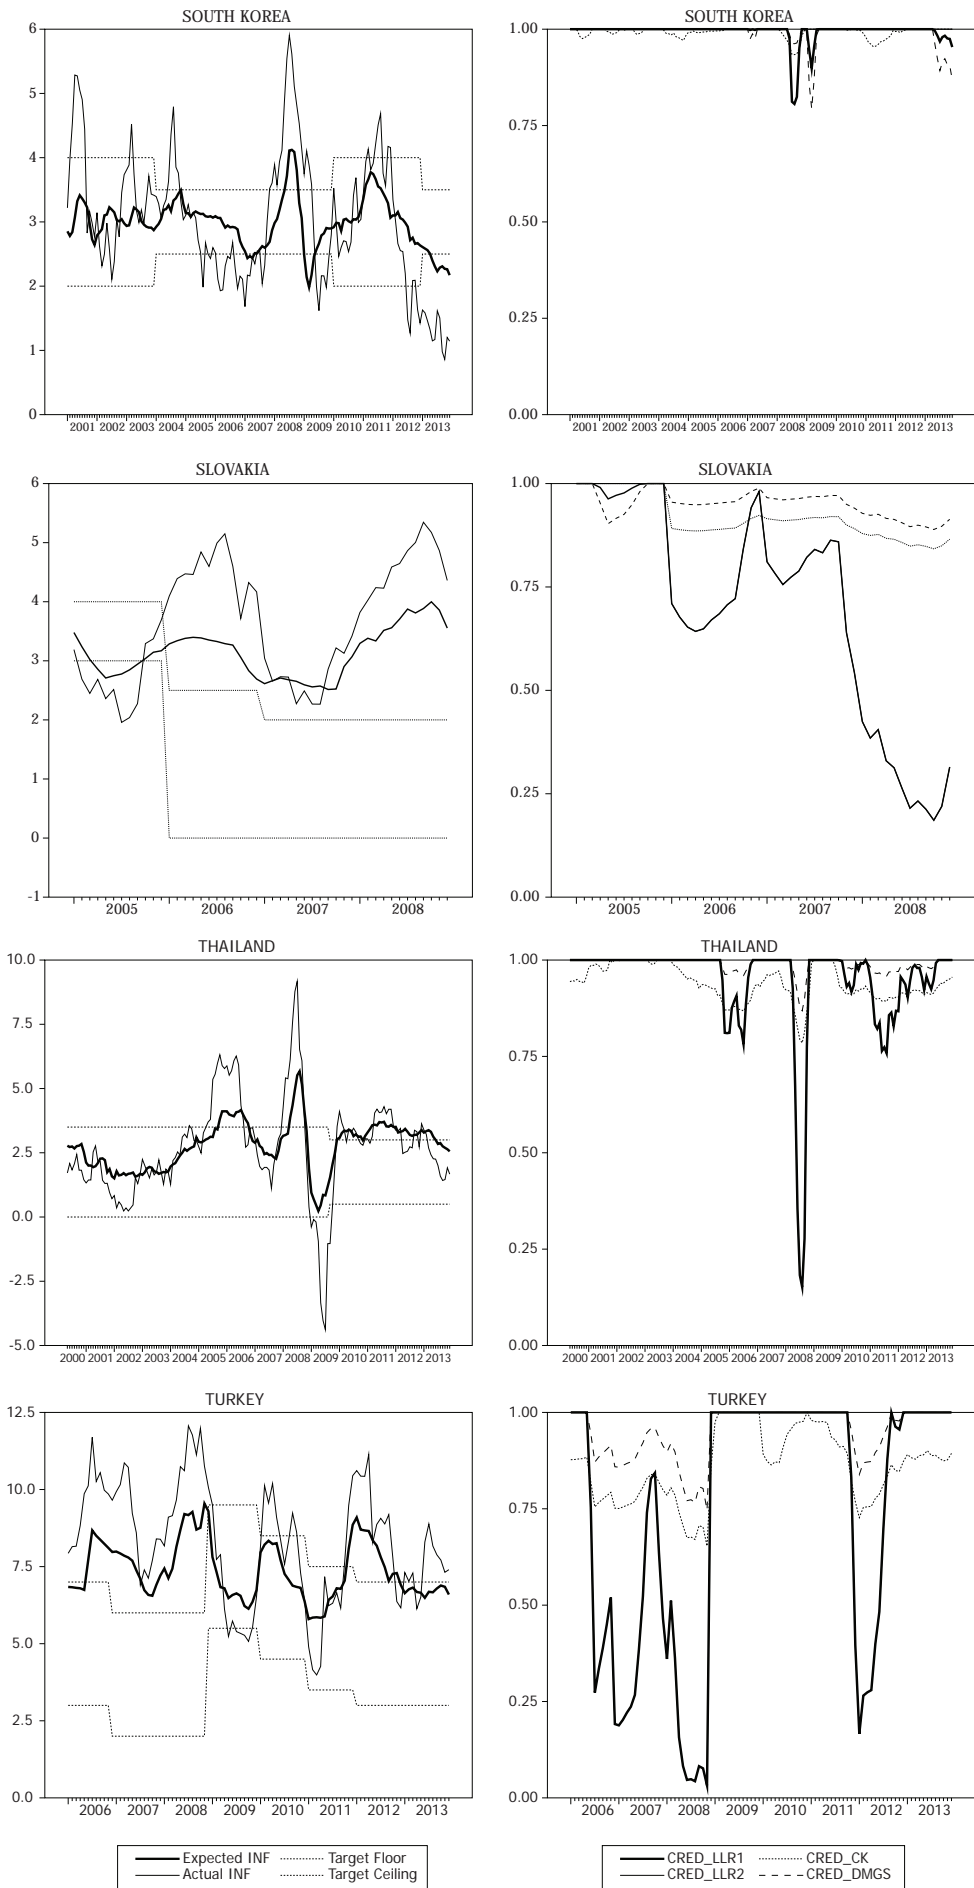 SOUTH KOREA
6
5
4
3
2
1
0
2001 2002 2003 2004 2005 2006 2007 2008 2009 2010 2011 2012 2013
SOUTH KOREA
1.00
0.75
0.50
0.25
0.00
2001 2002 2003 2004 2005 2006 2007 2008 2009 2010 2011 2012 2013
SLOVAKIA
6
5
4
3
2
1
0
-1
2005 2006 2007 2008
SLOVAKIA
1.00
0.75
0.50
0.25
0.00
2005 2006 2007 2008
THAILAND
10.0
7.5
5.0
2.5
0.0
-2.5
-5.0
2000 2001 2002 2003 2004 2005 2006 2007 2008 2009 2010 2011 2012 2013
THAILAND
1.00
0.75
0.50
0.25
0.00
2000 2001 2002 2003 2004 2005 2006 2007 2008 2009 2010 2011 2012 2013
TURKEY
12.5
10.0
7.5
5.0
2.5
0.0
2006 2007 2008 2009 2010 2011 2012 2013
TURKEY
1.00
0.75
0.50
0.25
0.00
2006 2007 2008 2009 2010 2011 2012 2013
Expected INF Target Floor
Actual INF Target Ceiling
CRED_LLR1 CRED_CK
CRED_LLR2 CRED_DMGS